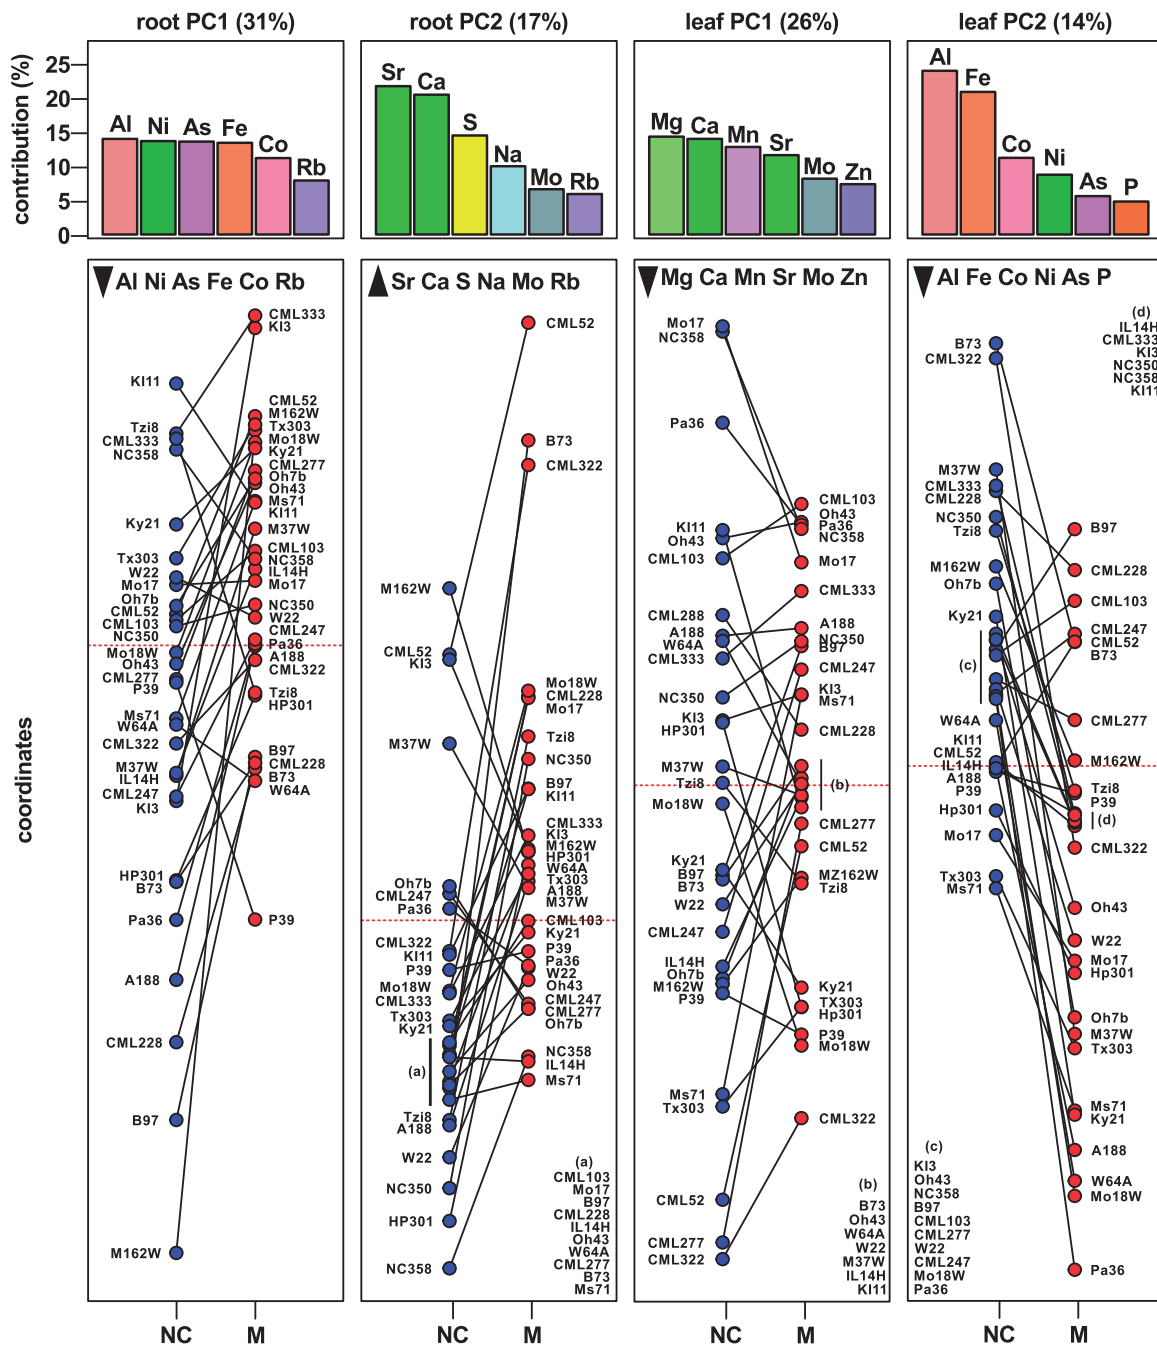 root PC1 (31%)
root PC2 (17%)
leaf PC1 (26%)
leaf PC2 (14%)
contribution (%)
25
20
15
10
5
0
Al Ni As Fe Co Rb
Sr Ca S Na Mo Rb
Mg Ca Mn Sr Mo Zn
Al Fe Co Ni As P
coordinates
Al Ni As Fe Co Rb
KI11
Tzi8
CML333
NC358
Ky21
Tx303
W22
Mo17
Oh7b
CML52
CML103
NC350
Mo18W
Oh43
CML277
P39
Ms71
W64A
CML322
M37W
IL14H
CML247
KI3
HP301
B73
Pa36
A188
CML228
B97
M162W
CML333
KI3
CML52
M162W
Tx303
Mo18W
Ky21
CML277
Oh7b
Oh43
Ms71
KI11
M37W
CML103
NC358
IL14H
Mo17
NC350
W22
CML247
Pa36
A188
CML322
Tzi8
HP301
B97
CML228
B73
W64A
P39
NC
M
Sr Ca S Na Mo Rb
M162W
CML52
KI3
M37W
Oh7b
CML247
Pa36
CML322
KI11
P39
Mo18W
CML333
Tx303
Ky21
(a)
Tzi8
A188
W22
NC350
HP301
NC358
CML52
B73
CML322
Mo18W
CML228
Mo17
Tzi8
NC350
B97
KI11
CML333
KI3
M162W
HP301
W64A
Tx303
A188
M37W
CML103
Ky21
P39
Pa36
W22
Oh43
CML247
CML277
Oh7b
NC358
IL14H
Ms71
(a)
CML103
Mo17
B97
CML228
IL14H
Oh43
W64A
CML277
B73
Ms71
NC
M
Mg Ca Mn Sr Mo Zn
Mo17
NC358
Pa36
KI11
Oh43
CML103
CML288
A188
W64A
CML333
NC350
KI3
HP301
M37W
Tzi8
Mo18W
Ky21
B97
B73
W22
CML247
IL14H
Oh7b
M162W
P39
Ms71
Tx303
CML52
CML277
CML322
CML103
Oh43
Pa36
NC358
Mo17
CML333
A188
NC350
B97
CML247
KI3
Ms71
CML228
(b)
CML277
CML52
MZ162W
Tzi8
Ky21
TX303
Hp301
P39
Mo18W
CML322
(b)
B73
Oh43
W64A
W22
M37W
IL14H
KI11
NC
M
Al Fe Co Ni As P
(d)
IL14H
CML333
KI3
NC350
NC358
KI11
B73
CML322
M37W
CML333
CML228
NC350
Tzi8
M162W
Oh7b
Ky21
(c)
W64A
KI11
CML52
IL14H
A188
P39
Hp301
Mo17
Tx303
Ms71
B97
CML228
CML103
CML247
CML52
B73
CML277
M162W
Tzi8
P39
(d)
CML322
Oh43
W22
Mo17
Hp301
Oh7b
M37W
Tx303
Ms71
Ky21
A188
W64A
Mo18W
Pa36
(c)
KI3
Oh43
NC358
B97
CML103
CML277
W22
CML247
Mo18W
Pa36
NC
M